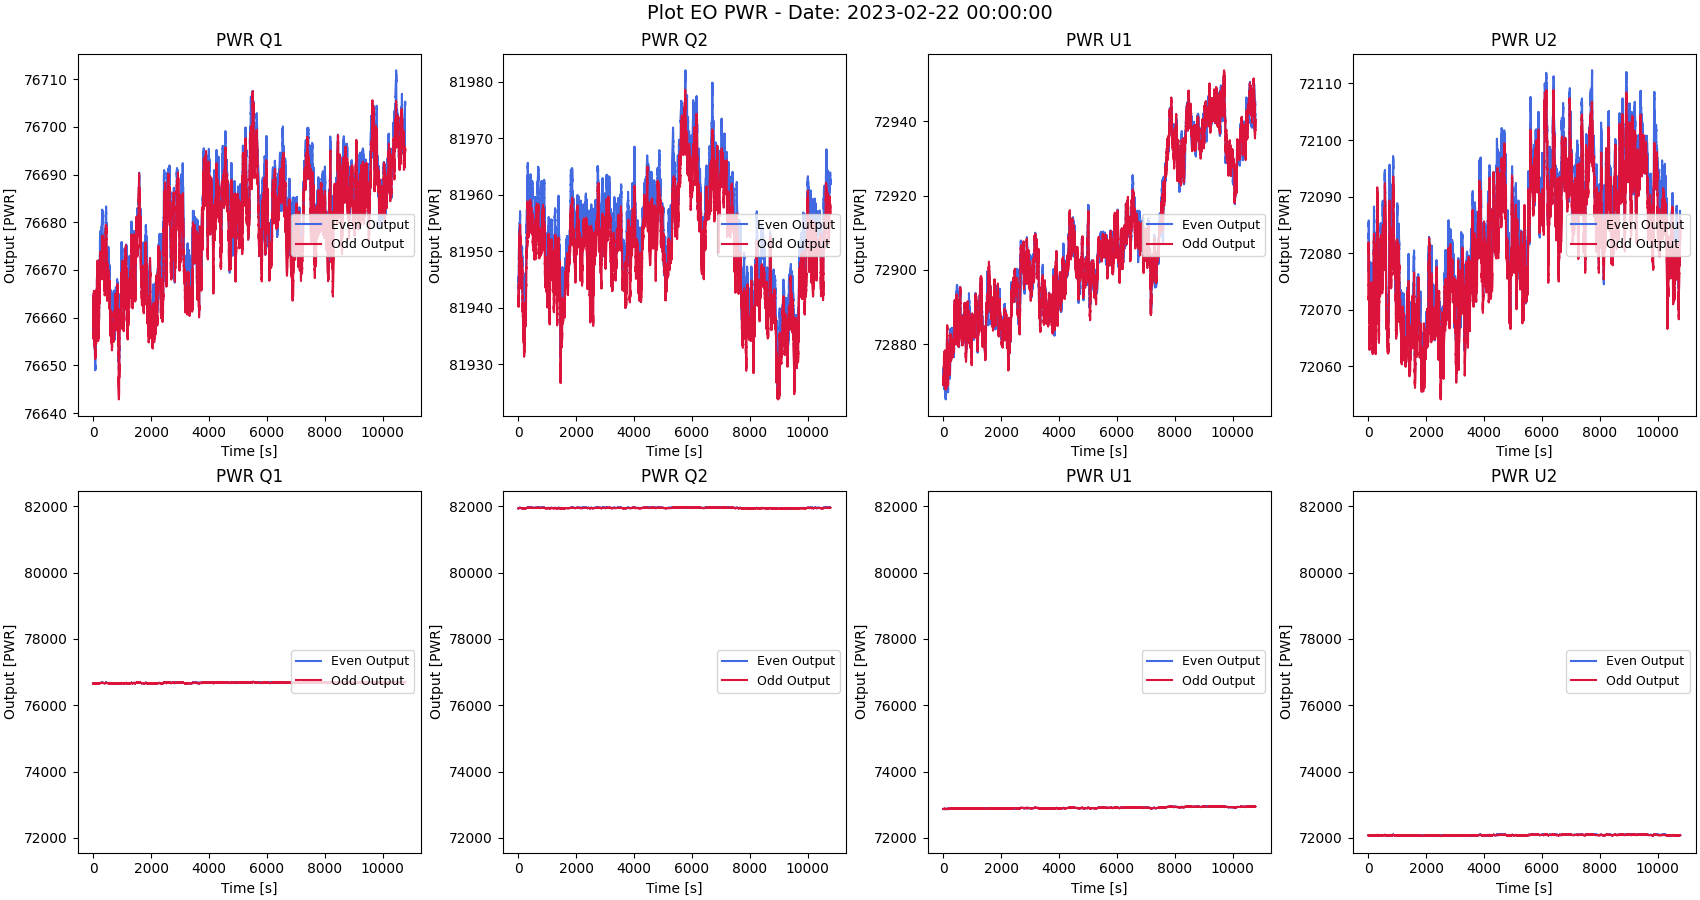 Plot EO PWR - Date: 2023-02-22 00:00:00
PWR Q1
Output [PWR]
76710
76700
76690
76680
76670
76660
76650
76640
0 2000 4000 6000 8000 10000
Time [s]
Even Output
Odd Output
PWR Q2
Output [PWR]
81980
81970
81960
81950
81940
81930
0 2000 4000 6000 8000 10000
Time [s]
Even Output
Odd Output
PWR U1
Output [PWR]
72940
72920
72900
72880
0 2000 4000 6000 8000 10000
Time [s]
Even Output
Odd Output
PWR U2
Output [PWR]
72110
72100
72090
72080
72070
72060
0 2000 4000 6000 8000 10000
Time [s]
Even Output
Odd Output
PWR Q1
Output [PWR]
82000
80000
78000
76000
74000
72000
0 2000 4000 6000 8000 10000
Time [s]
Even Output
Odd Output
PWR Q2
Output [PWR]
82000
80000
78000
76000
74000
72000
0 2000 4000 6000 8000 10000
Time [s]
Even Output
Odd Output
PWR U1
Output [PWR]
82000
80000
78000
76000
74000
72000
0 2000 4000 6000 8000 10000
Time [s]
Even Output
Odd Output
PWR U2
Output [PWR]
82000
80000
78000
76000
74000
72000
0 2000 4000 6000 8000 10000
Time [s]
Even Output
Odd Output